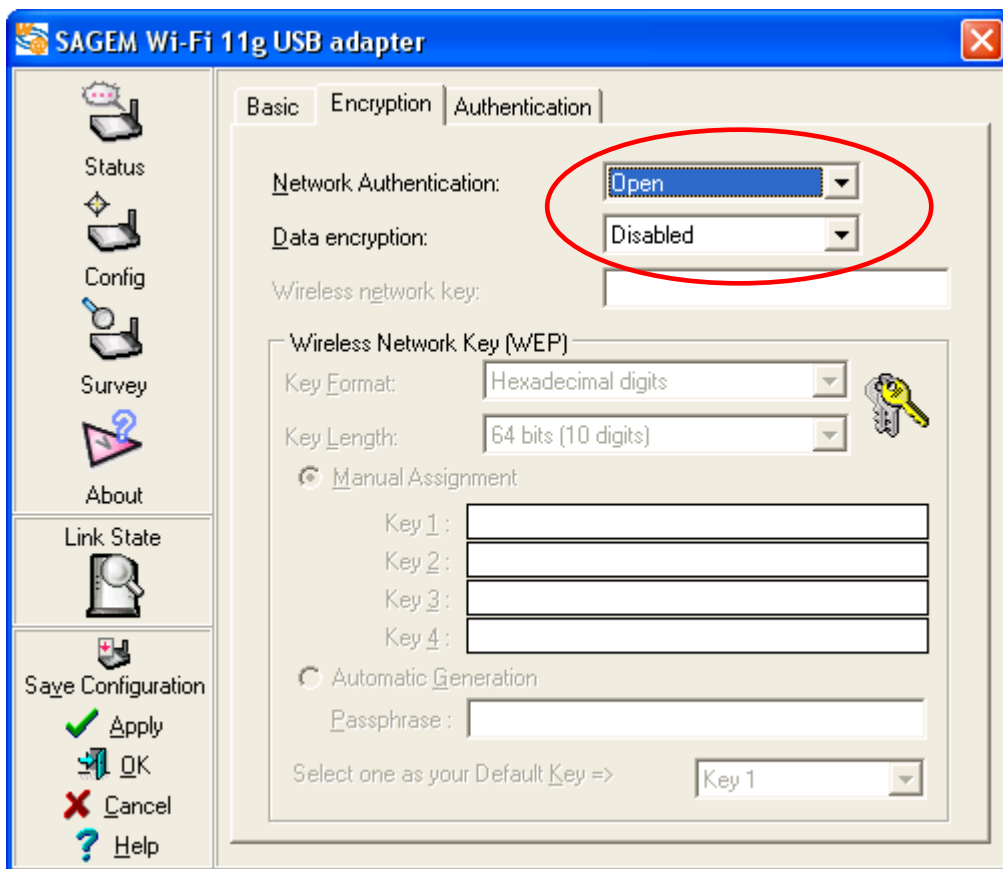 SAGEM Wi-Fi 11g USB adapter
Status
Config
Survey
About
Link State
Save Configuration
Apply
OK
Cancel
Help
Basic Encryption Authentication
Network Authentication: Open
Data encryption: Disabled
Wireless network key:
Wireless Network Key (WEP)
Key Format: Hexadecimal digits
Key Length: 64 bits (10 digits)
Manual Assignment
Key 1 :
Key 2 :
Key 3 :
Key 4 :
Automatic Generation
Passphrase :
Select one as your Default Key => Key 1